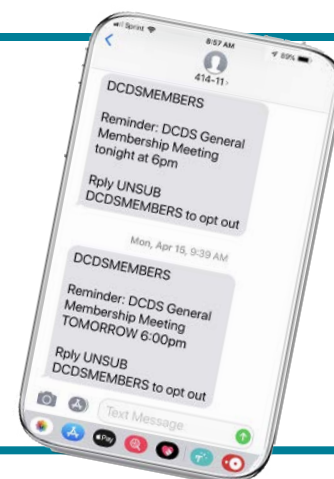 Sprint
8:57 AM
89%
414-11
DCDSMEMBERS
Reminder: DCDS General
Membership Meeting
tonight at 6pm
Rply UNSUB
DCDSMEMBERS to opt out
Mon, Apr 15, 9:39 AM
DCDSMEMBERS
Reminder: DCDS General
Membership Meeting
TOMORROW 6:00pm
Rply UNSUB
DCDSMEMBERS to opt out
Text Message
Pay